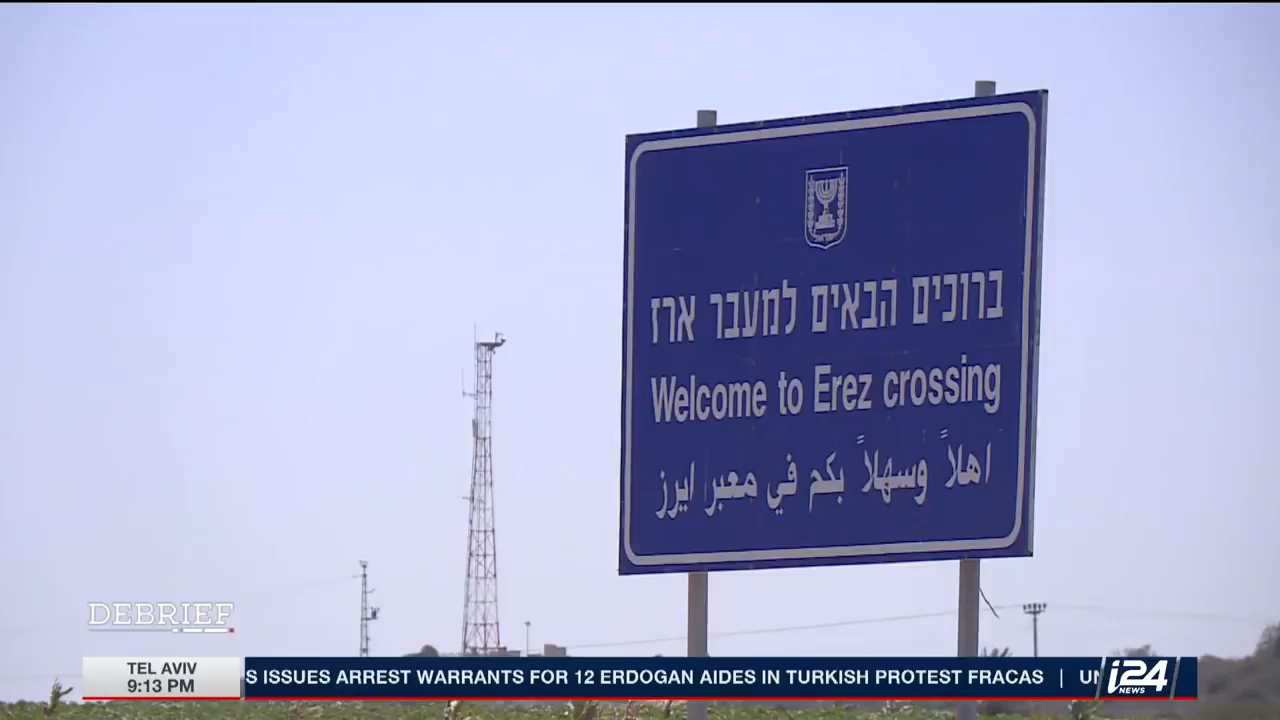 ברוכים הבאים למעבר ארז
Welcome to Erez crossing
اهلاً وسهلاً بكم في معبر ايرز
DEBRIEF
TEL AVIV
9:13 PM
S ISSUES ARREST WARRANTS FOR 12 ERDOGAN AIDES IN TURKISH PROTEST FRACAS | UN
i24
NEWS